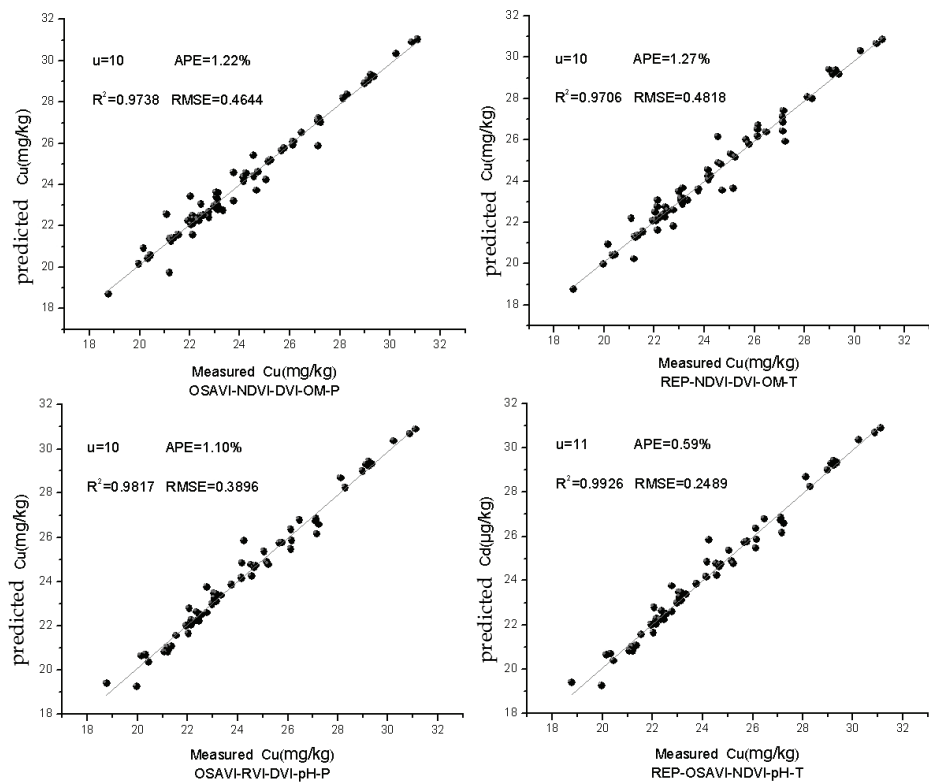 32
30
28
26
24
22
20
18
predicted Cu(mg/kg)
u=10 APE=1.22%
R²=0.9738 RMSE=0.4644
18 20 22 24 26 28 30 32
Measured Cu(mg/kg)
OSAVI-NDVI-DVI-OM-P
32
30
28
26
24
22
20
18
predicted Cu(mg/kg)
u=10 APE=1.27%
R²=0.9706 RMSE=0.4818
18 20 22 24 26 28 30 32
Measured Cu(mg/kg)
REP-NDVI-DVI-OM-T
32
30
28
26
24
22
20
18
predicted Cu(mg/kg)
u=10 APE=1.10%
R²=0.9817 RMSE=0.3896
18 20 22 24 26 28 30 32
Measured Cu(mg/kg)
OSAVI-RVI-DVI-pH-P
32
30
28
26
24
22
20
18
predicted Cd(μg/kg)
u=11 APE=0.59%
R²=0.9926 RMSE=0.2489
18 20 22 24 26 28 30 32
Measured Cu(mg/kg)
REP-OSAVI-NDVI-pH-T